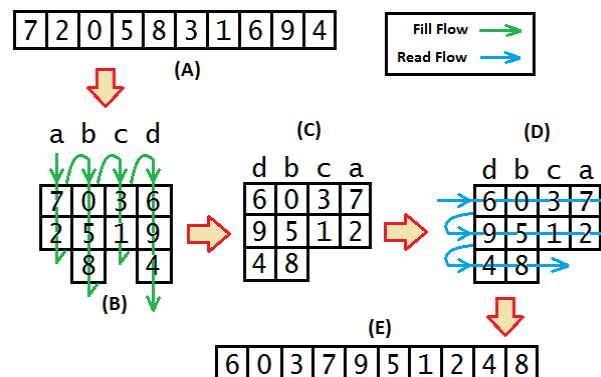 7 2 0 5 8 3 1 6 9 4
(A)
Fill Flow
Read Flow
a b c d
7 0 3 6
2 5 1 9
8 4
(B)
(C)
d b c a
6 0 3 7
9 5 1 2
4 8
(D)
d b c a
6 0 3 7
9 5 1 2
4 8
(E)
6 0 3 7 9 5 1 2 4 8